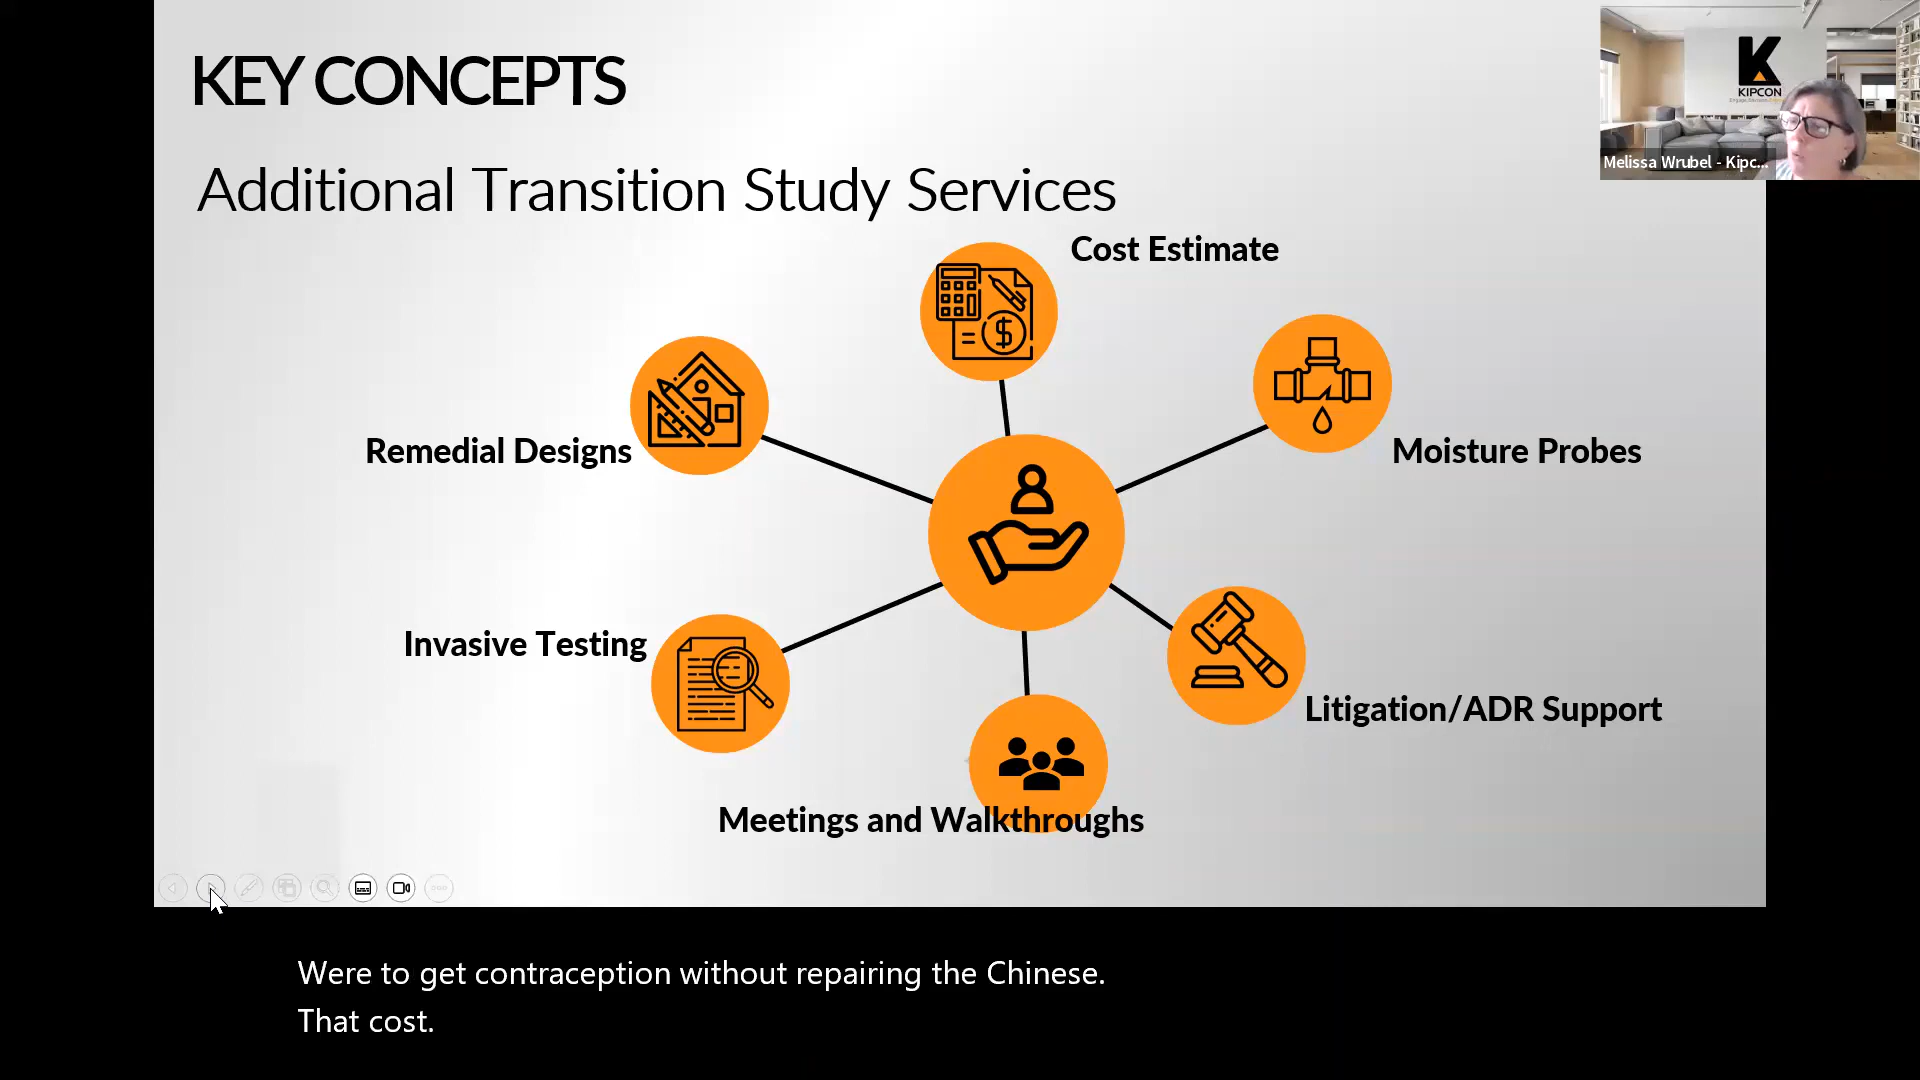 KEY CONCEPTS
Additional Transition Study Services
Cost Estimate
Remedial Designs
Moisture Probes
Invasive Testing
Litigation/ADR Support
Meetings and Walkthroughs
K
KIPCON
Melissa Wrubel - Kipc...
Were to get contraception without repairing the Chinese.
That cost.